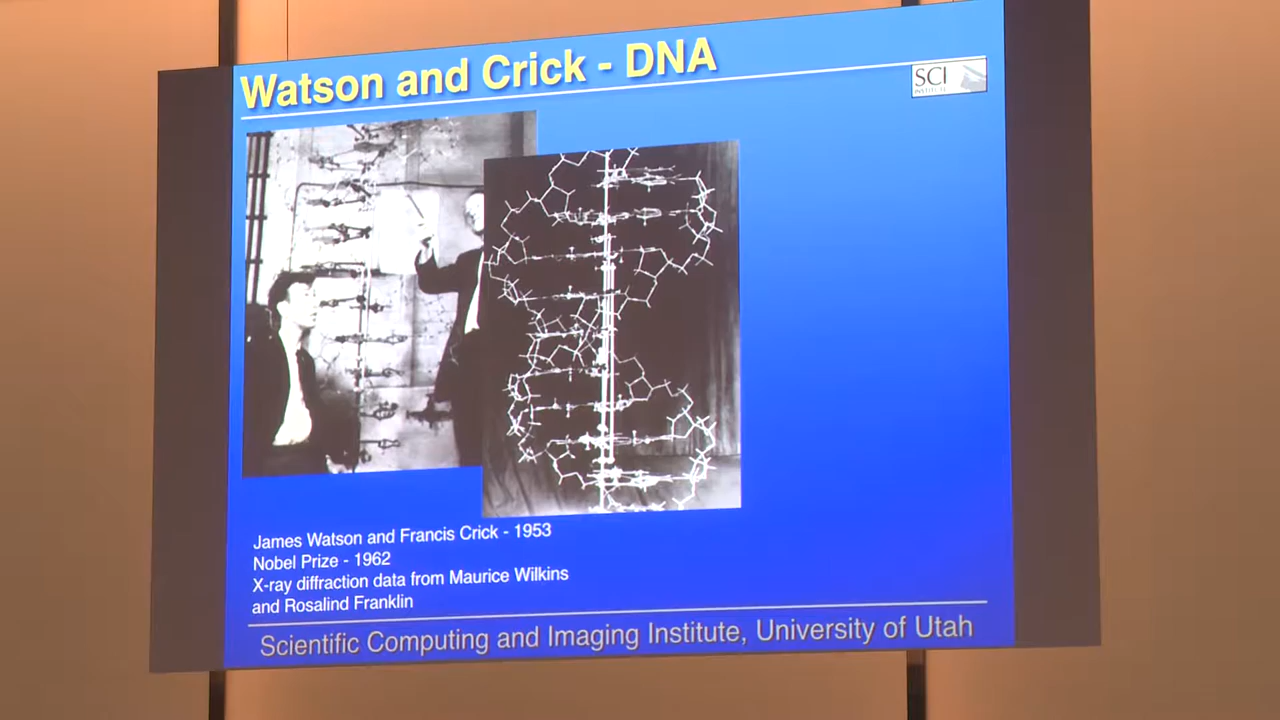 Watson and Crick - DNA
SCI
INSTITUTE
James Watson and Francis Crick - 1953
Nobel Prize - 1962
X-ray diffraction data from Maurice Wilkins
and Rosalind Franklin
Scientific Computing and Imaging Institute, University of Utah